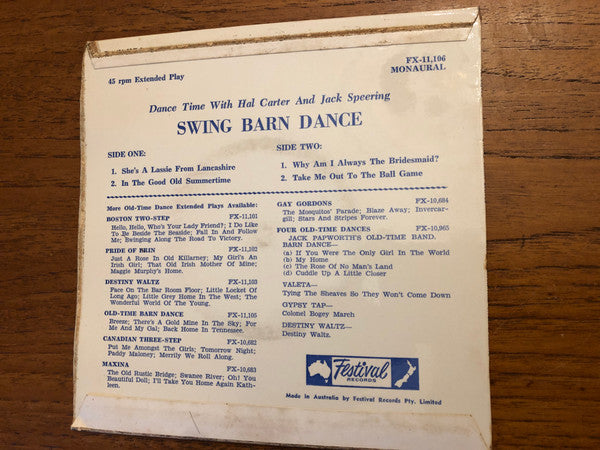 45 rpm Extended Play
FX-11,106
MONAURAL
Dance Time With Hal Carter And Jack Speering
SWING BARN DANCE
SIDE ONE:
1. She's A Lassie From Lancashire
2. In The Good Old Summertime
SIDE TWO:
1. Why Am I Always The Bridesmaid?
2. Take Me Out To The Ball Game
More Old-Time Dance Extended Plays Available:
BOSTON TWO-STEP FX-11,101
Hello, Hello, Who's Your Lady Friend?; I Do Like
To Be Beside The Seaside; Fall In And Follow
Me; Swinging Along The Road To Victory.
PRIDE OF ERIN FX-11,102
Just A Rose In Old Killarney; My Girl's An
Irish Girl; That Old Irish Mother Of Mine;
Maggie Murphy's Home.
DESTINY WALTZ FX-11,103
Face On The Bar Room Floor; Little Locket Of
Long Ago; Little Grey Home In The West; The
Wonderful World Of The Young.
OLD-TIME BARN DANCE FX-11,105
Breeze; There's A Gold Mine In The Sky; For
Me And My Gal; Back Home In Tennessee.
CANADIAN THREE-STEP FX-10,682
Put Me Amongst The Girls; Tomorrow Night;
Paddy Maloney; Merrily We Roll Along.
MAXINA FX-10,683
The Old Rustic Bridge; Swanee River; Oh! You
Beautiful Doll; I'll Take You Home Again Kath-
leen.
GAY GORDONS FX-10,684
The Mosquitos' Parade; Blaze Away; Invercar-
gill; Stars And Stripes Forever.
FOUR OLD-TIME DANCES FX-10,965
JACK PAPWORTH'S OLD-TIME BAND.
BARN DANCE—
(a) If You Were The Only Girl In The World
(b) My Home
(c) The Rose Of No Man's Land
(d) Cuddle Up A Little Closer
VALETA—
Tying The Sheaves So They Won't Come Down
GYPSY TAP—
Colonel Bogey March
DESTINY WALTZ—
Destiny Waltz.
Festival
RECORDS
Made in Australia by Festival Records Pty. Limited